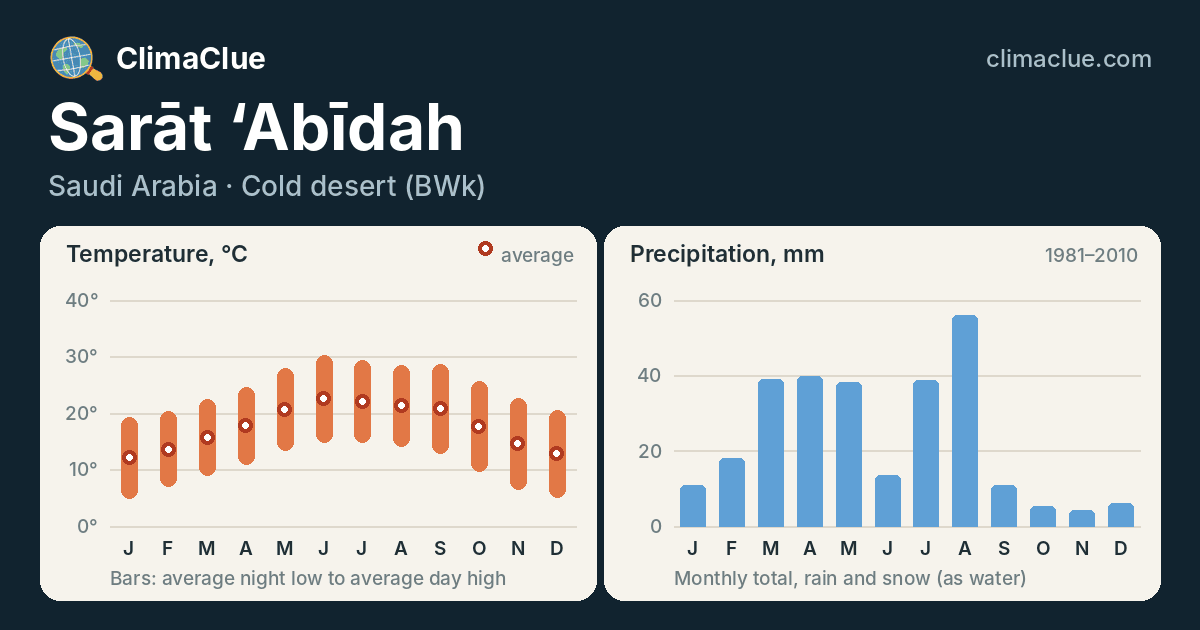 ClimaClue
climaclue.com
Sarāt ‘Abīdah
Saudi Arabia · Cold desert (BWk)
Temperature, °C
average
40°
30°
20°
10°
0°
J F M A M J J A S O N D
Bars: average night low to average day high
Precipitation, mm
1981–2010
60
40
20
0
J F M A M J J A S O N D
Monthly total, rain and snow (as water)